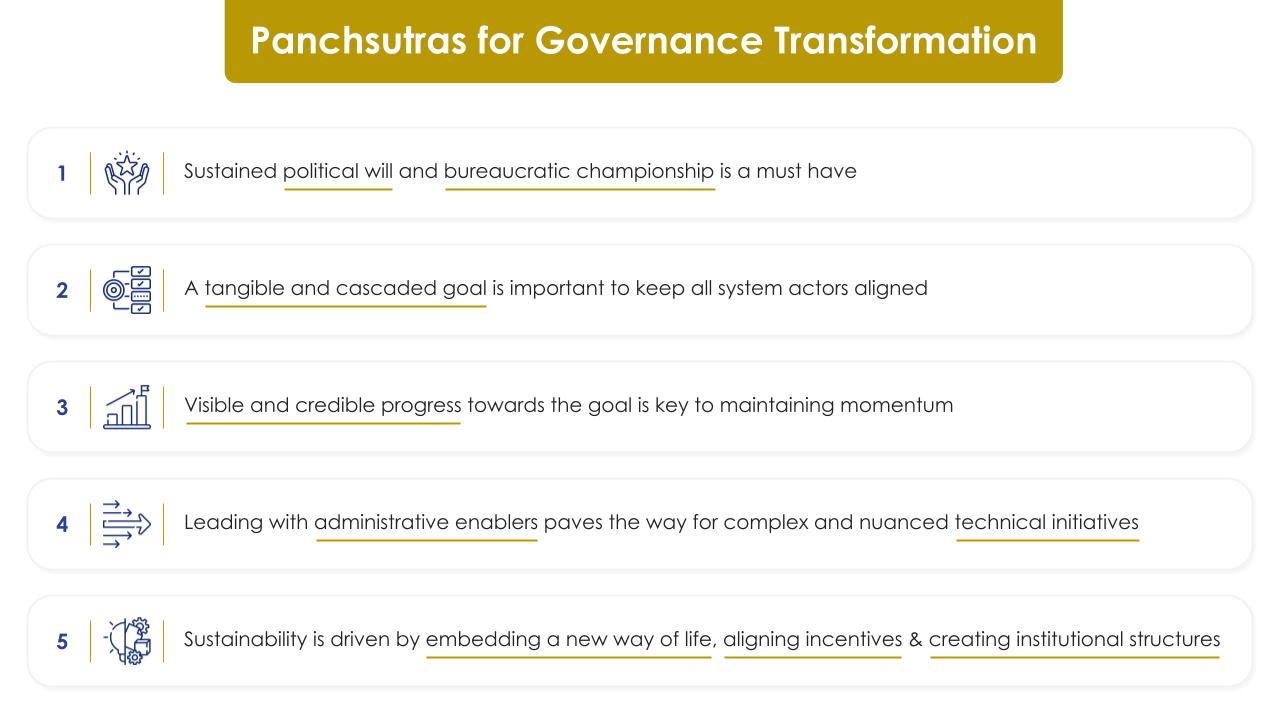 Panchsutras for Governance Transformation
1
Sustained political will and bureaucratic championship is a must have
2
A tangible and cascaded goal is important to keep all system actors aligned
3
Visible and credible progress towards the goal is key to maintaining momentum
4
Leading with administrative enablers paves the way for complex and nuanced technical initiatives
5
Sustainability is driven by embedding a new way of life, aligning incentives & creating institutional structures